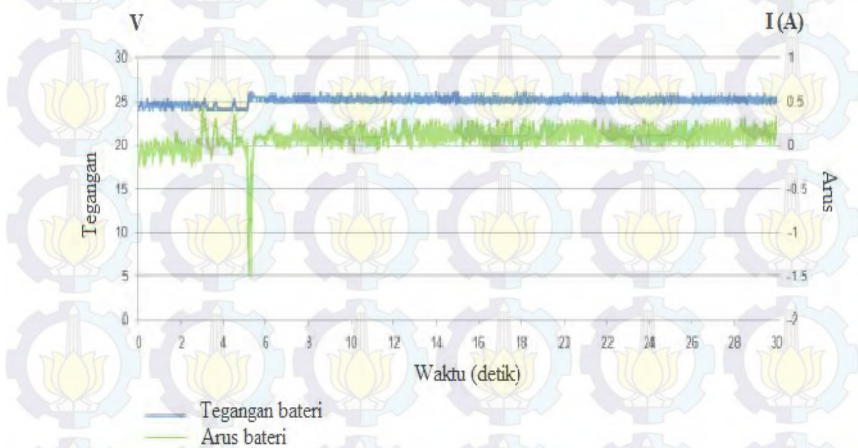 V I (A)
30 1
25 0.5
20 0
15 -0.5
10 -1
5 -1.5
0 -2
Tegangan
Arus
0 2 4 6 8 10 12 14 16 18 20 22 24 26 28 30
Waktu (detik)
Tegangan bateri
Arus bateri